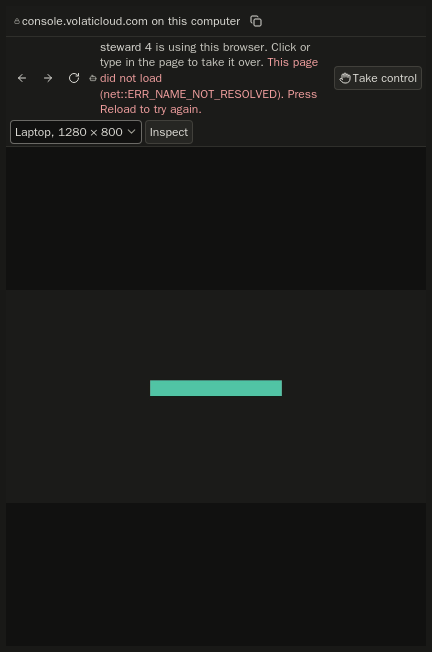 console.volaticloud.com on this computer
steward 4 is using this browser. Click or
type in the page to take it over. This page
did not load
(net::ERR_NAME_NOT_RESOLVED). Press
Reload to try again.
Take control
Laptop, 1280 × 800
Inspect